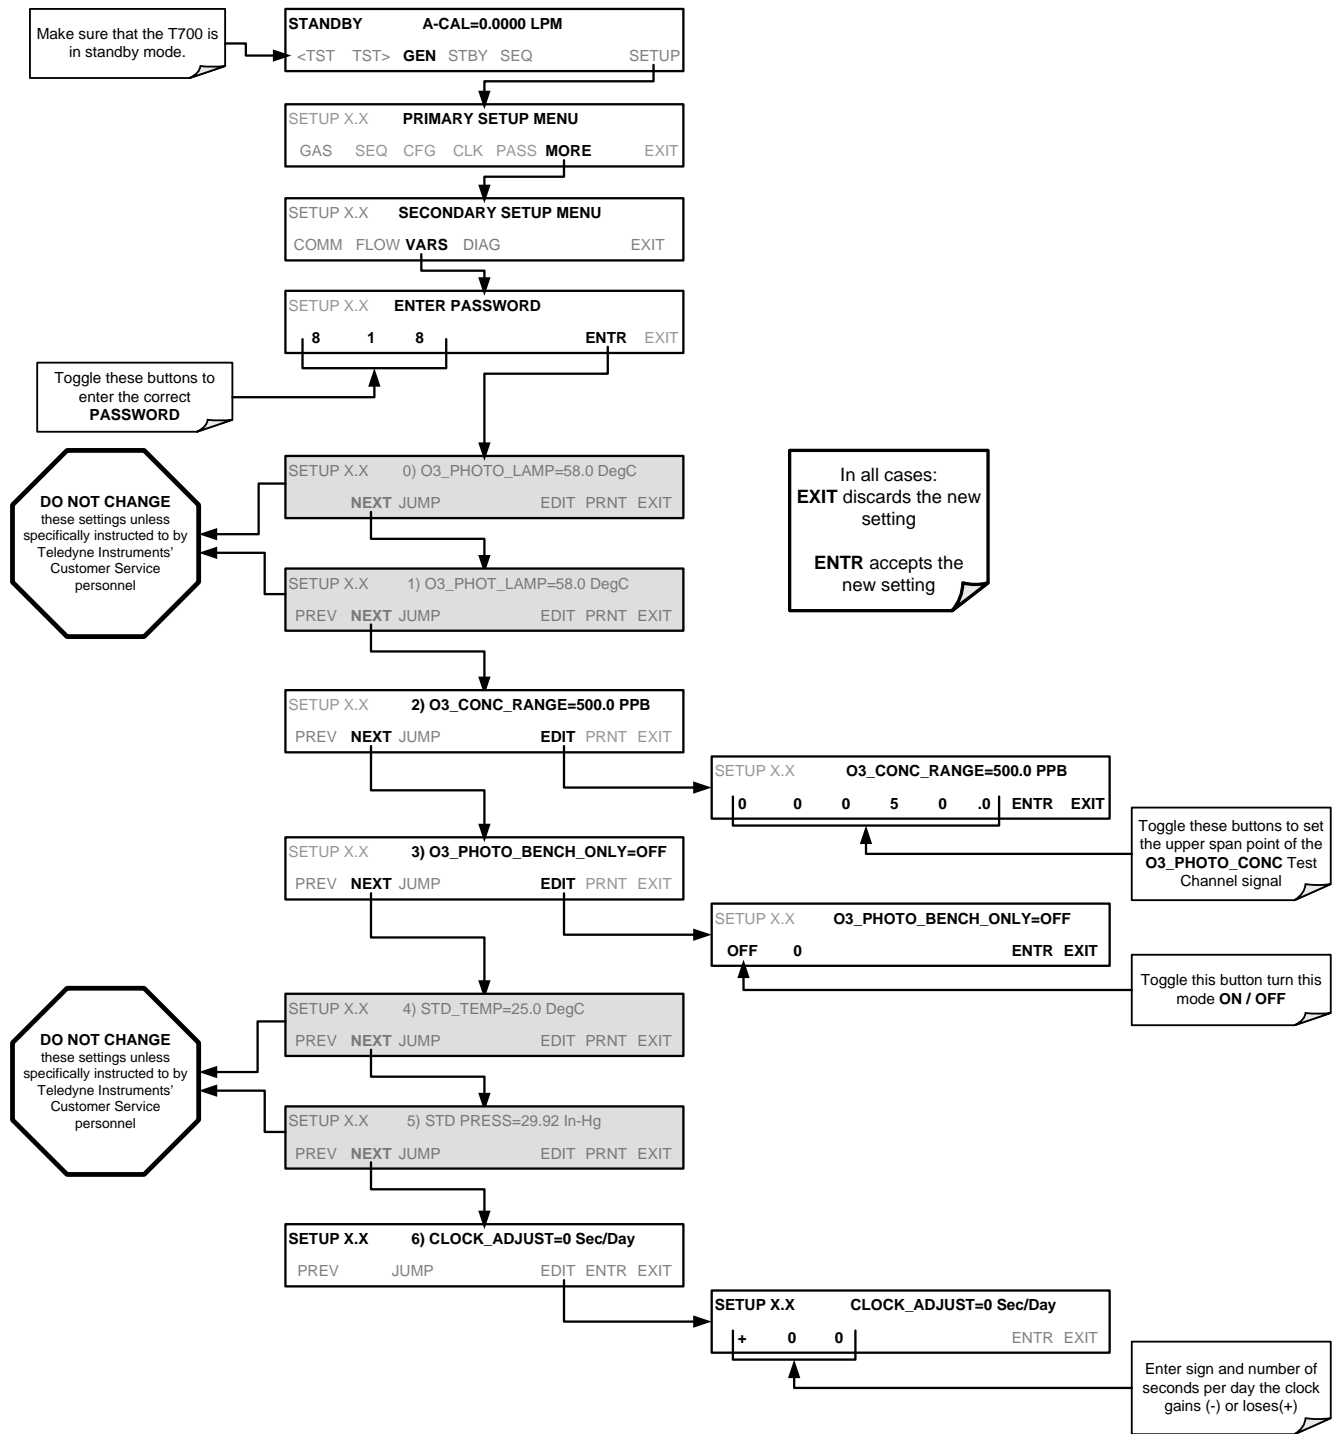 Make sure that the T700 is
in standby mode.
STANDBY A-CAL=0.0000 LPM
<TST TST> GEN STBY SEQ SETUP
SETUP X.X PRIMARY SETUP MENU
GAS SEQ CFG CLK PASS MORE EXIT
SETUP X.X SECONDARY SETUP MENU
COMM FLOW VARS DIAG EXIT
SETUP X.X ENTER PASSWORD
8 1 8 ENTR EXIT
Toggle these buttons to
enter the correct
PASSWORD
SETUP X.X 0) O3_PHOTO_LAMP=58.0 DegC
NEXT JUMP EDIT PRNT EXIT
DO NOT CHANGE
these settings unless
specifically instructed to by
Teledyne Instruments'
Customer Service
personnel
In all cases:
EXIT discards the new
setting
ENTR accepts the
new setting
SETUP X.X 1) O3_PHOT_LAMP=58.0 DegC
PREV NEXT JUMP EDIT PRNT EXIT
SETUP X.X 2) O3_CONC_RANGE=500.0 PPB
PREV NEXT JUMP EDIT PRNT EXIT
SETUP X.X O3_CONC_RANGE=500.0 PPB
0 0 0 5 0 .0 ENTR EXIT
Toggle these buttons to set
the upper span point of the
O3_PHOTO_CONC Test
Channel signal
SETUP X.X 3) O3_PHOTO_BENCH_ONLY=OFF
PREV NEXT JUMP EDIT PRNT EXIT
SETUP X.X O3_PHOTO_BENCH_ONLY=OFF
OFF 0 ENTR EXIT
Toggle this button turn this
mode ON / OFF
SETUP X.X 4) STD_TEMP=25.0 DegC
PREV NEXT JUMP EDIT PRNT EXIT
DO NOT CHANGE
these settings unless
specifically instructed to by
Teledyne Instruments'
Customer Service
personnel
SETUP X.X 5) STD PRESS=29.92 In-Hg
PREV NEXT JUMP EDIT PRNT EXIT
SETUP X.X 6) CLOCK_ADJUST=0 Sec/Day
PREV JUMP EDIT ENTR EXIT
SETUP X.X CLOCK_ADJUST=0 Sec/Day
+ 0 0 ENTR EXIT
Enter sign and number of
seconds per day the clock
gains (-) or loses(+)